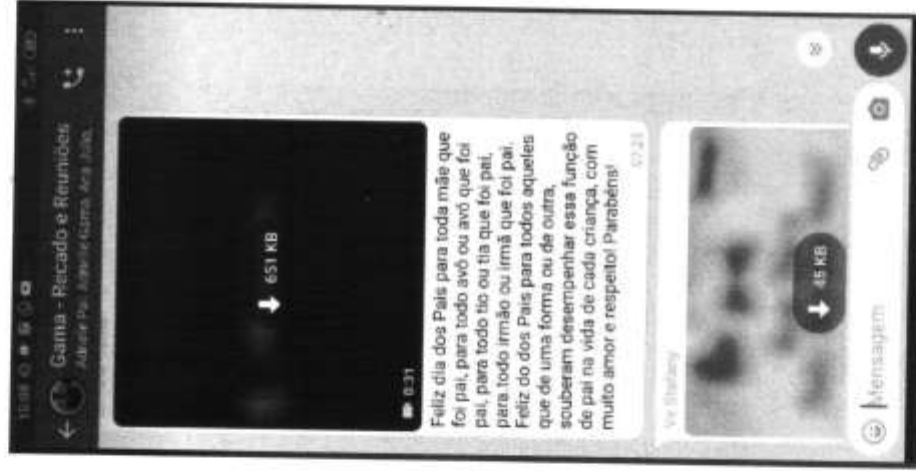 Gama - Recado e Reuniões
651 KB
0:31
Feliz dia dos Pais para toda mãe que
foi pai, para todo avô ou avó que foi
pai, para todo tio ou tia que foi pai,
para todo irmão ou irmã que foi pai.
Feliz do dos Pais para todos aqueles
que de uma forma ou de outra,
souberam desempenhar essa função
de pai na vida de cada criança, com
muito amor e respeito! Parabéns!
45 KB
Mensagem